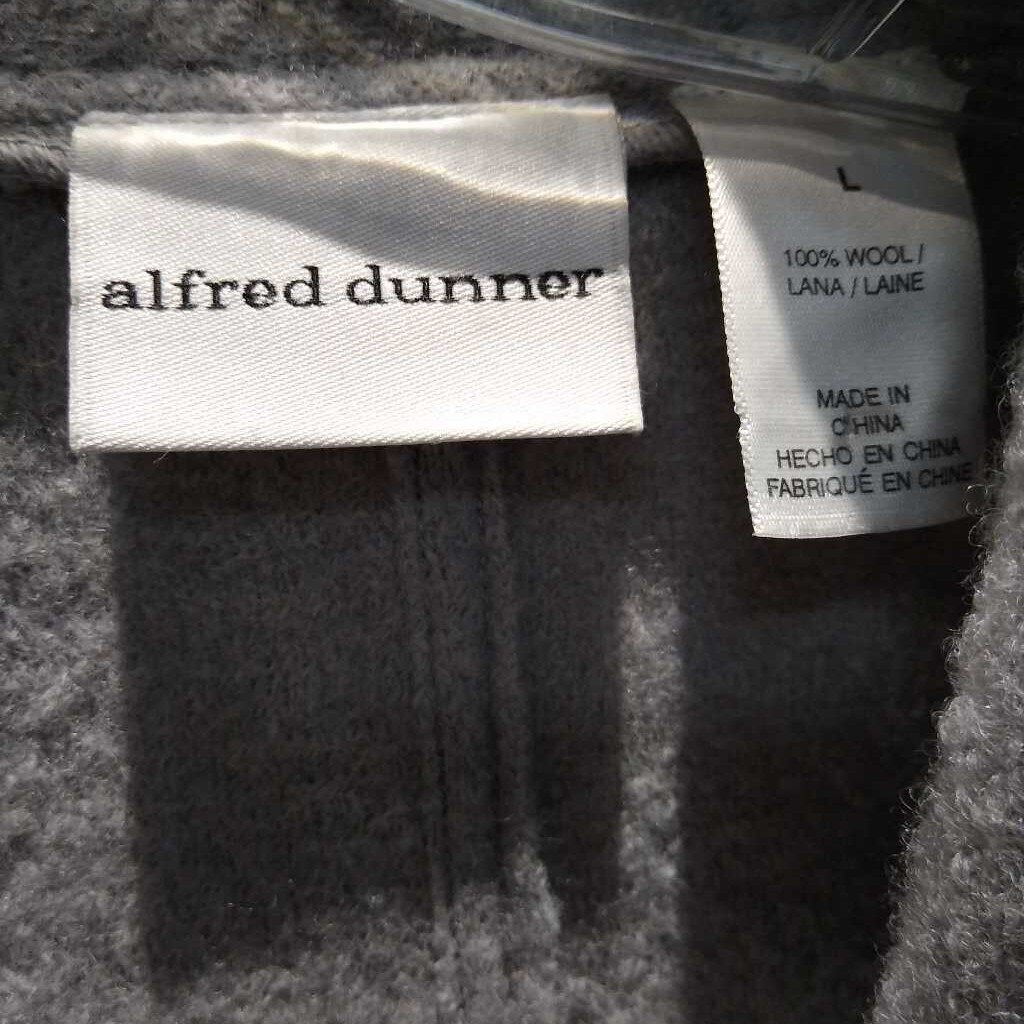 alfred dunner
L
100% WOOL /
LANA / LAINE
MADE IN
CHINA
HECHO EN CHINA
FABRIQUÉ EN CHINE